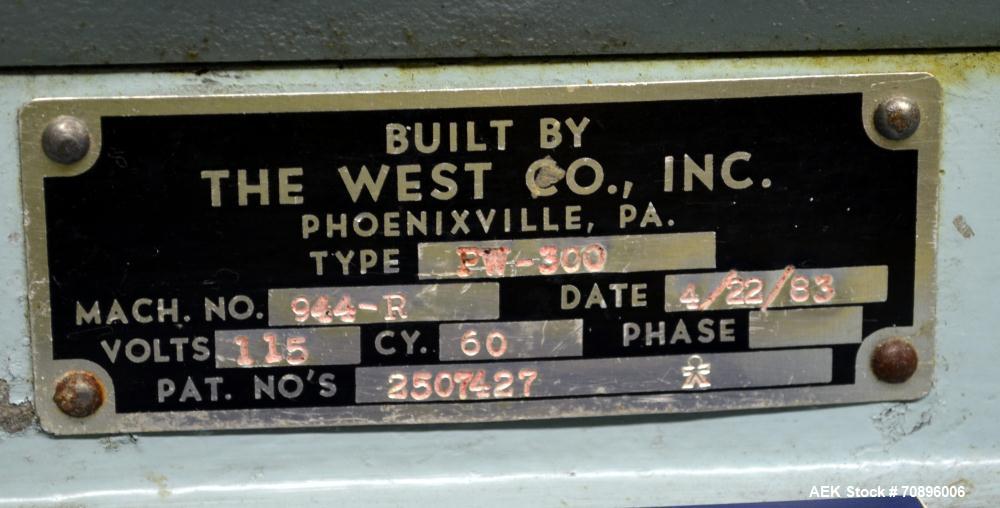 BUILT BY
THE WEST CO., INC.
PHOENIXVILLE, PA.
TYPE PW-300
MACH. NO. 944-R DATE 4/22/83
VOLTS 115 CY. 60 PHASE
PAT. NO'S 2507427
AEK Stock # 70896006